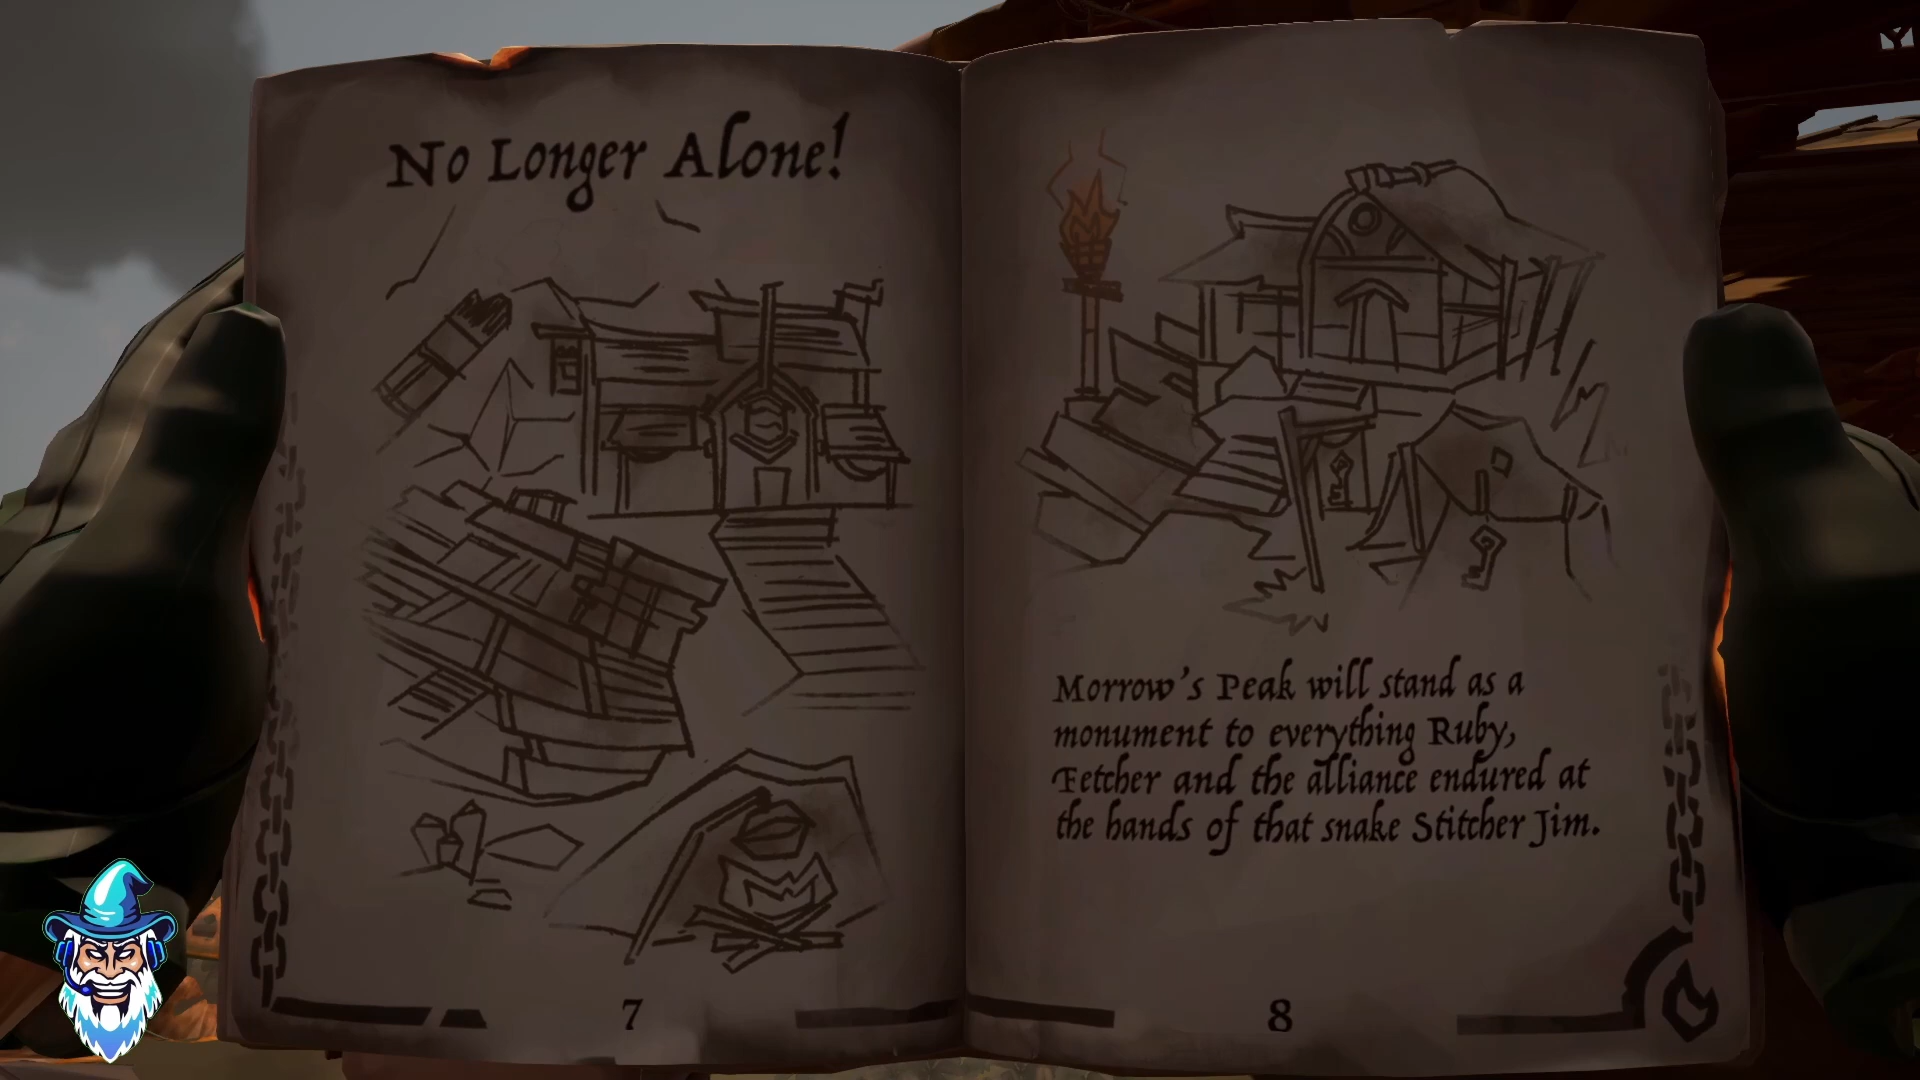 No Longer Alone!
Morrow's Peak will stand as a
monument to everything Ruby,
Fetcher and the alliance endured at
the hands of that snake Stitcher Jim.
7
8